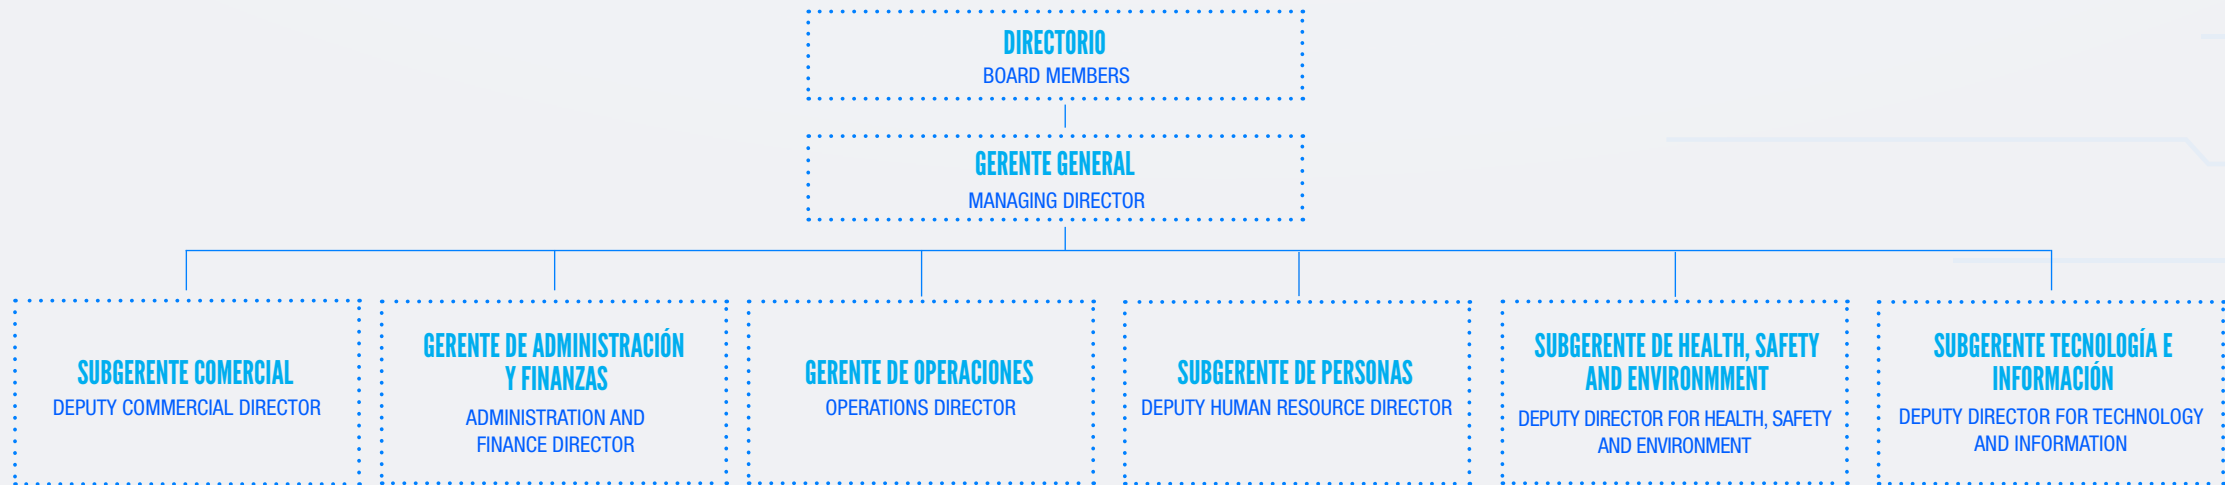 DIRECTORIO
BOARD MEMBERS
GERENTE GENERAL
MANAGING DIRECTOR
SUBGERENTE COMERCIAL
DEPUTY COMMERCIAL DIRECTOR
GERENTE DE ADMINISTRACIÓN
Y FINANZAS
ADMINISTRATION AND
FINANCE DIRECTOR
GERENTE DE OPERACIONES
OPERATIONS DIRECTOR
SUBGERENTE DE PERSONAS
DEPUTY HUMAN RESOURCE DIRECTOR
SUBGERENTE DE HEALTH, SAFETY
AND ENVIRONMMENT
DEPUTY DIRECTOR FOR HEALTH, SAFETY
AND ENVIRONMENT
SUBGERENTE TECNOLOGÍA E
INFORMACIÓN
DEPUTY DIRECTOR FOR TECHNOLOGY
AND INFORMATION